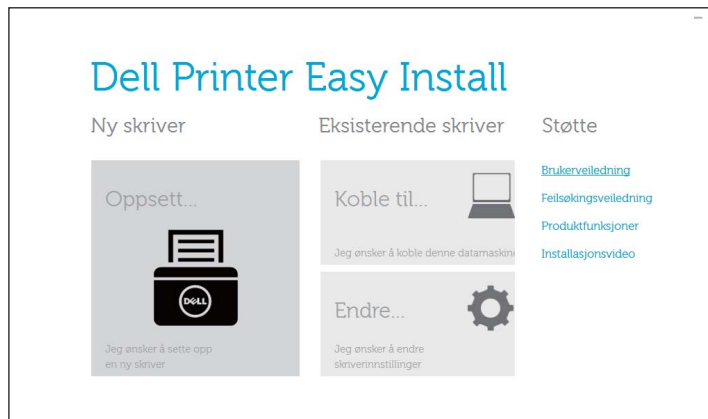 Dell Printer Easy Install
Ny skriver
Oppsett...
DELL
Jeg ønsker å sette opp
en ny skriver
Eksisterende skriver
Koble til...
Jeg ønsker å koble denne datamaskine
Endre...
Jeg ønsker å endre
skriverinnstillinger
Støtte
Brukerveiledning
Feilsøkingsveiledning
Produktfunksjoner
Installasjonsvideo